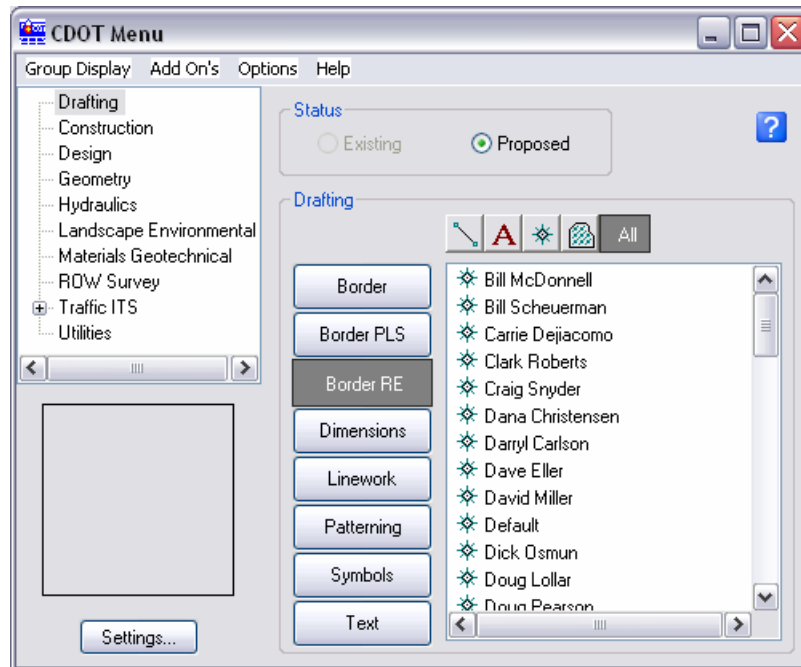 CDOT Menu
Group Display Add On's Options Help
Drafting
Construction
Design
Geometry
Hydraulics
Landscape Environmental
Materials Geotechnical
ROW Survey
Traffic ITS
Utilities
Settings...
Status
Existing
Proposed
?
Drafting
A
All
Border
Border PLS
Border RE
Dimensions
Linework
Patterning
Symbols
Text
Bill McDonnell
Bill Scheuerman
Carrie Dejiacomo
Clark Roberts
Craig Snyder
Dana Christensen
Darryl Carlson
Dave Eller
David Miller
Default
Dick Osmun
Doug Lollar
Doug Pearson